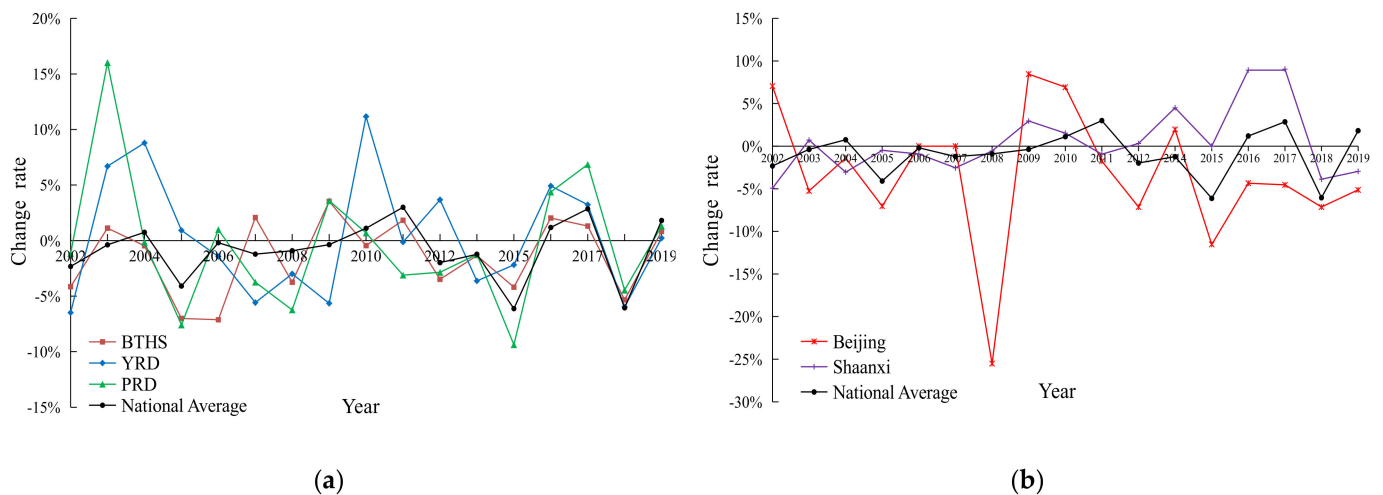 20%
15%
10%
5%
0%
-5%
-10%
-15%
Change rate
2002 2004 2006 2008 2010 2012 2015 2017 2019
BTHS
YRD
PRD
National Average
Year
(a)
15%
10%
5%
0%
-5%
-10%
-15%
-20%
-25%
-30%
Change rate
2002 2003 2004 2005 2006 2007 2008 2009 2010 2011 2012 2014 2015 2016 2017 2018 2019
Beijing
Shaanxi
National Average
Year
(b)